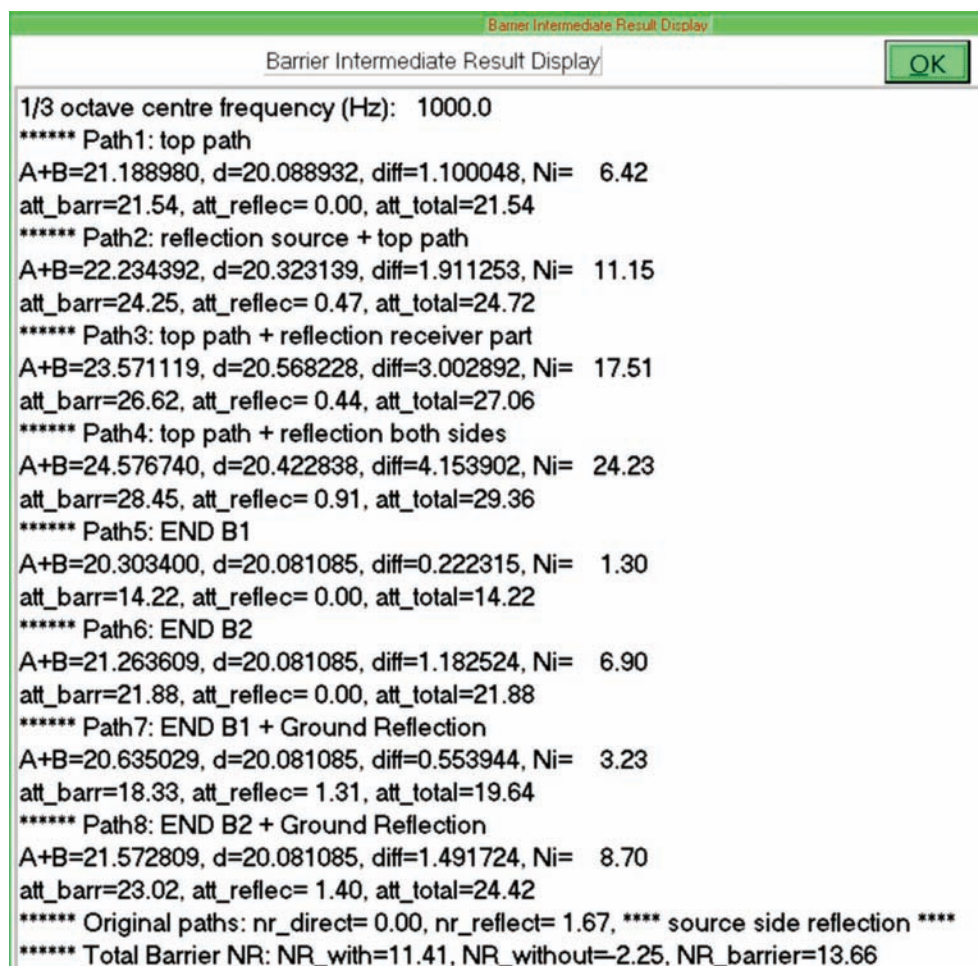 Barrier Intermediate Result Display
Barrier Intermediate Result Display
OK
1/3 octave centre frequency (Hz): 1000.0
****** Path1: top path
A+B=21.188980, d=20.088932, diff=1.100048, Ni= 6.42
att_barr=21.54, att_reflec= 0.00, att_total=21.54
****** Path2: reflection source + top path
A+B=22.234392, d=20.323139, diff=1.911253, Ni= 11.15
att_barr=24.25, att_reflec= 0.47, att_total=24.72
****** Path3: top path + reflection receiver part
A+B=23.571119, d=20.568228, diff=3.002892, Ni= 17.51
att_barr=26.62, att_reflec= 0.44, att_total=27.06
****** Path4: top path + reflection both sides
A+B=24.576740, d=20.422838, diff=4.153902, Ni= 24.23
att_barr=28.45, att_reflec= 0.91, att_total=29.36
****** Path5: END B1
A+B=20.303400, d=20.081085, diff=0.222315, Ni= 1.30
att_barr=14.22, att_reflec= 0.00, att_total=14.22
****** Path6: END B2
A+B=21.263609, d=20.081085, diff=1.182524, Ni= 6.90
att_barr=21.88, att_reflec= 0.00, att_total=21.88
****** Path7: END B1 + Ground Reflection
A+B=20.635029, d=20.081085, diff=0.553944, Ni= 3.23
att_barr=18.33, att_reflec= 1.31, att_total=19.64
****** Path8: END B2 + Ground Reflection
A+B=21.572809, d=20.081085, diff=1.491724, Ni= 8.70
att_barr=23.02, att_reflec= 1.40, att_total=24.42
****** Original paths: nr_direct= 0.00, nr_reflect= 1.67, **** source side reflection ****
****** Total Barrier NR: NR_with=11.41, NR_without=-2.25, NR_barrier=13.66